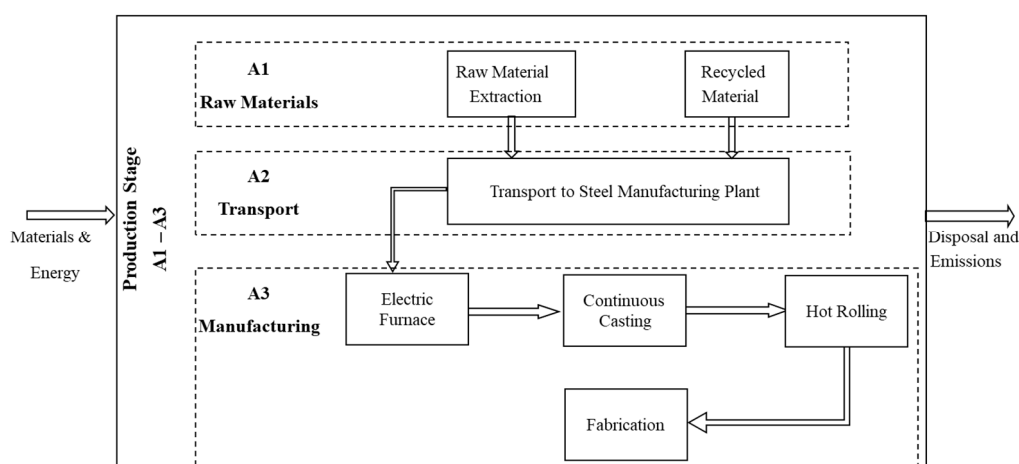 A1
Raw Materials
Raw Material
Extraction
Recycled
Material
A2
Transport
Transport to Steel Manufacturing Plant
Production Stage
A1 – A3
Materials &
Energy
Disposal and
Emissions
A3
Manufacturing
Electric
Furnace
Continuous
Casting
Hot Rolling
Fabrication